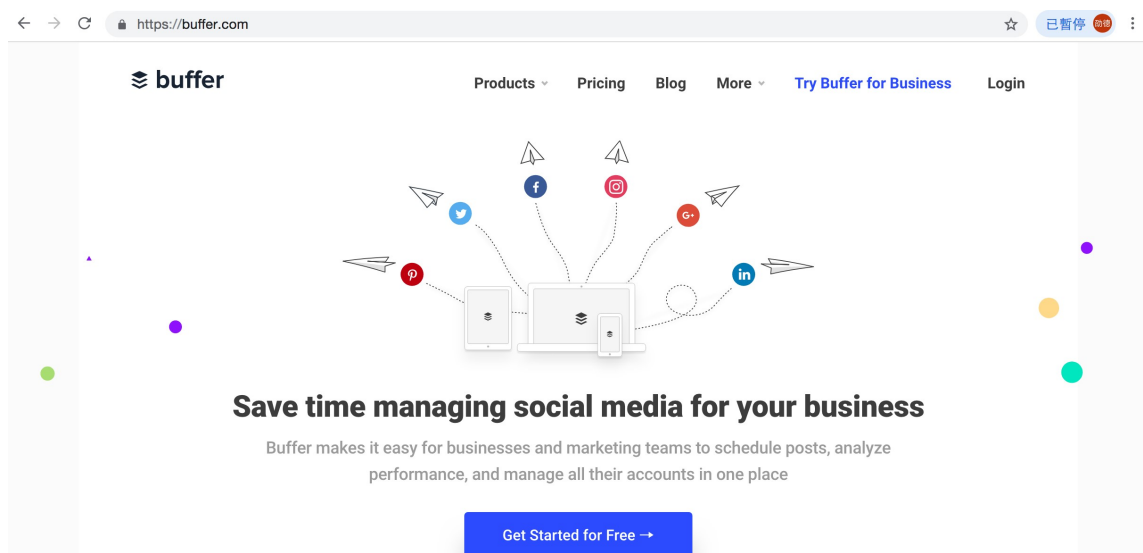 https://buffer.com
已暫停
buffer
Products
Pricing
Blog
More
Try Buffer for Business
Login
f
G+
in
Save time managing social media for your business
Buffer makes it easy for businesses and marketing teams to schedule posts, analyze
performance, and manage all their accounts in one place
Get Started for Free →